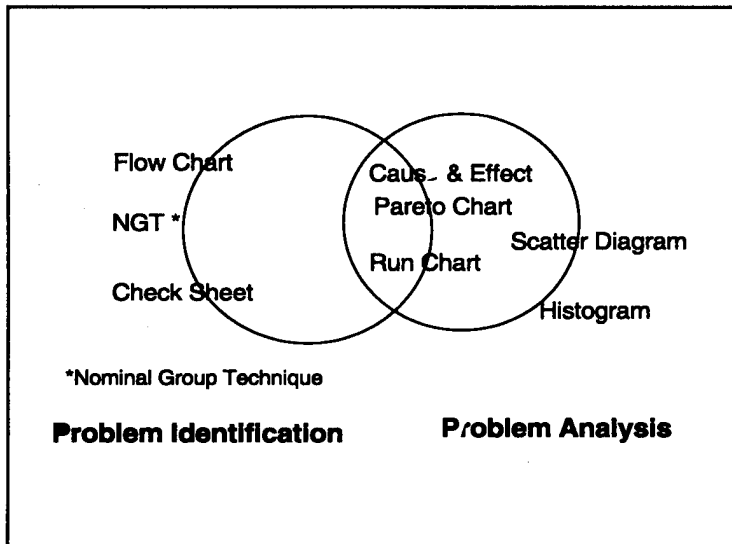 Flow Chart
NGT *
Check Sheet
Cause & Effect
Pareto Chart
Run Chart
Scatter Diagram
Histogram
*Nominal Group Technique
Problem Identification
Problem Analysis